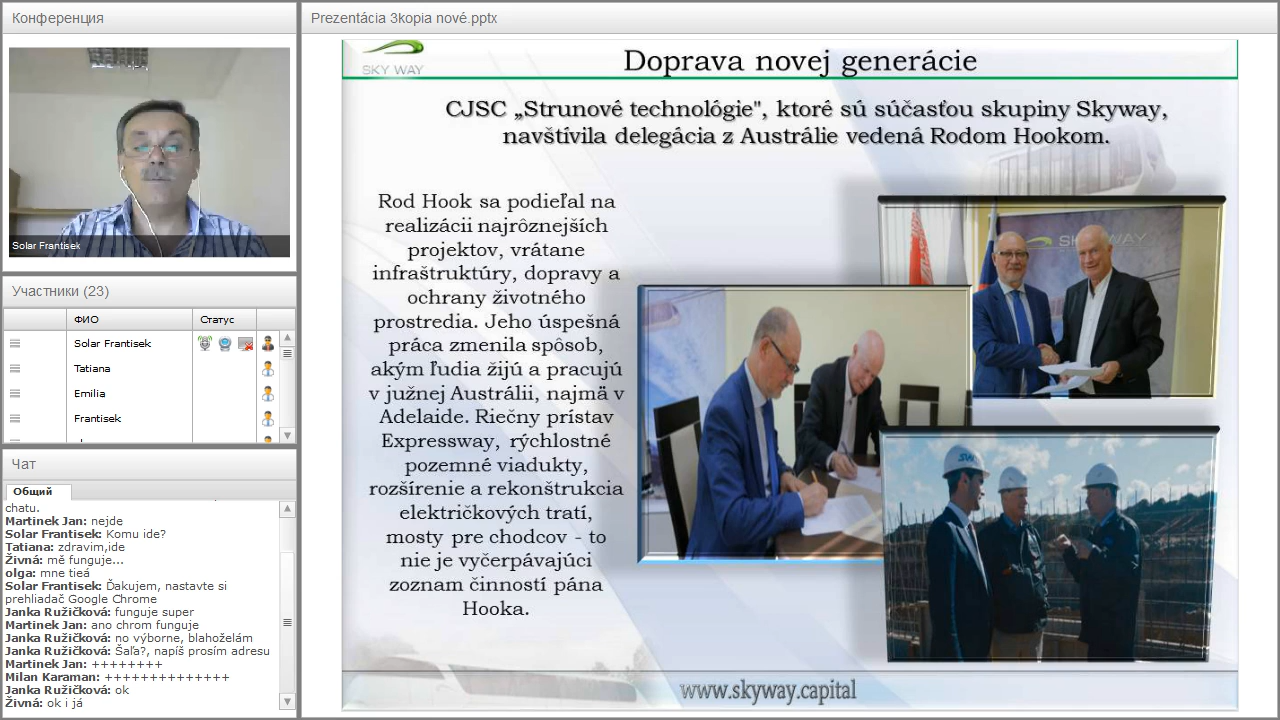 Конференция
Solar Frantisek
Участники (23)
ФИО Статус
Solar Frantisek
Tatiana
Emilia
Frantisek
Чат
Общий
chatu.
Martinek Jan: nejde
Solar Frantisek: Komu ide?
Tatiana: zdravim,ide
Živná: mě funguje...
olga: mne tieá
Solar Frantisek: Ďakujem, nastavte si
prehliadač Google Chrome
Janka Ružičková: funguje super
Martinek Jan: ano chrom funguje
Janka Ružičková: no výborne, blahoželám
Janka Ružičková: Šaľa?, napíš prosim adresu
Martinek Jan: ++++++++
Milan Karaman: ++++++++++++++
Janka Ružičková: ok
Živná: ok i já
Prezentácia 3kopia nové.pptx
SKY WAY
Doprava novej generácie
CJSC „Strunové technológie", ktoré sú súčasťou skupiny Skyway,
navštívila delegácia z Austrálie vedená Rodom Hookom.
Rod Hook sa podieľal na
realizácii najrôznejších
projektov, vrátane
infraštruktúry, dopravy a
ochrany životného
prostredia. Jeho úspešná
práca zmenila spôsob,
akým ľudia žijú a pracujú
v južnej Austrálii, najmä v
Adelaide. Riečny prístav
Expressway, rýchlostné
pozemné viadukty,
rozšírenie a rekonštrukcia
električkových tratí,
mosty pre chodcov - to
nie je vyčerpávajúci
zoznam činností pána
Hooka.
SKY WAY
SW
www.skyway.capital